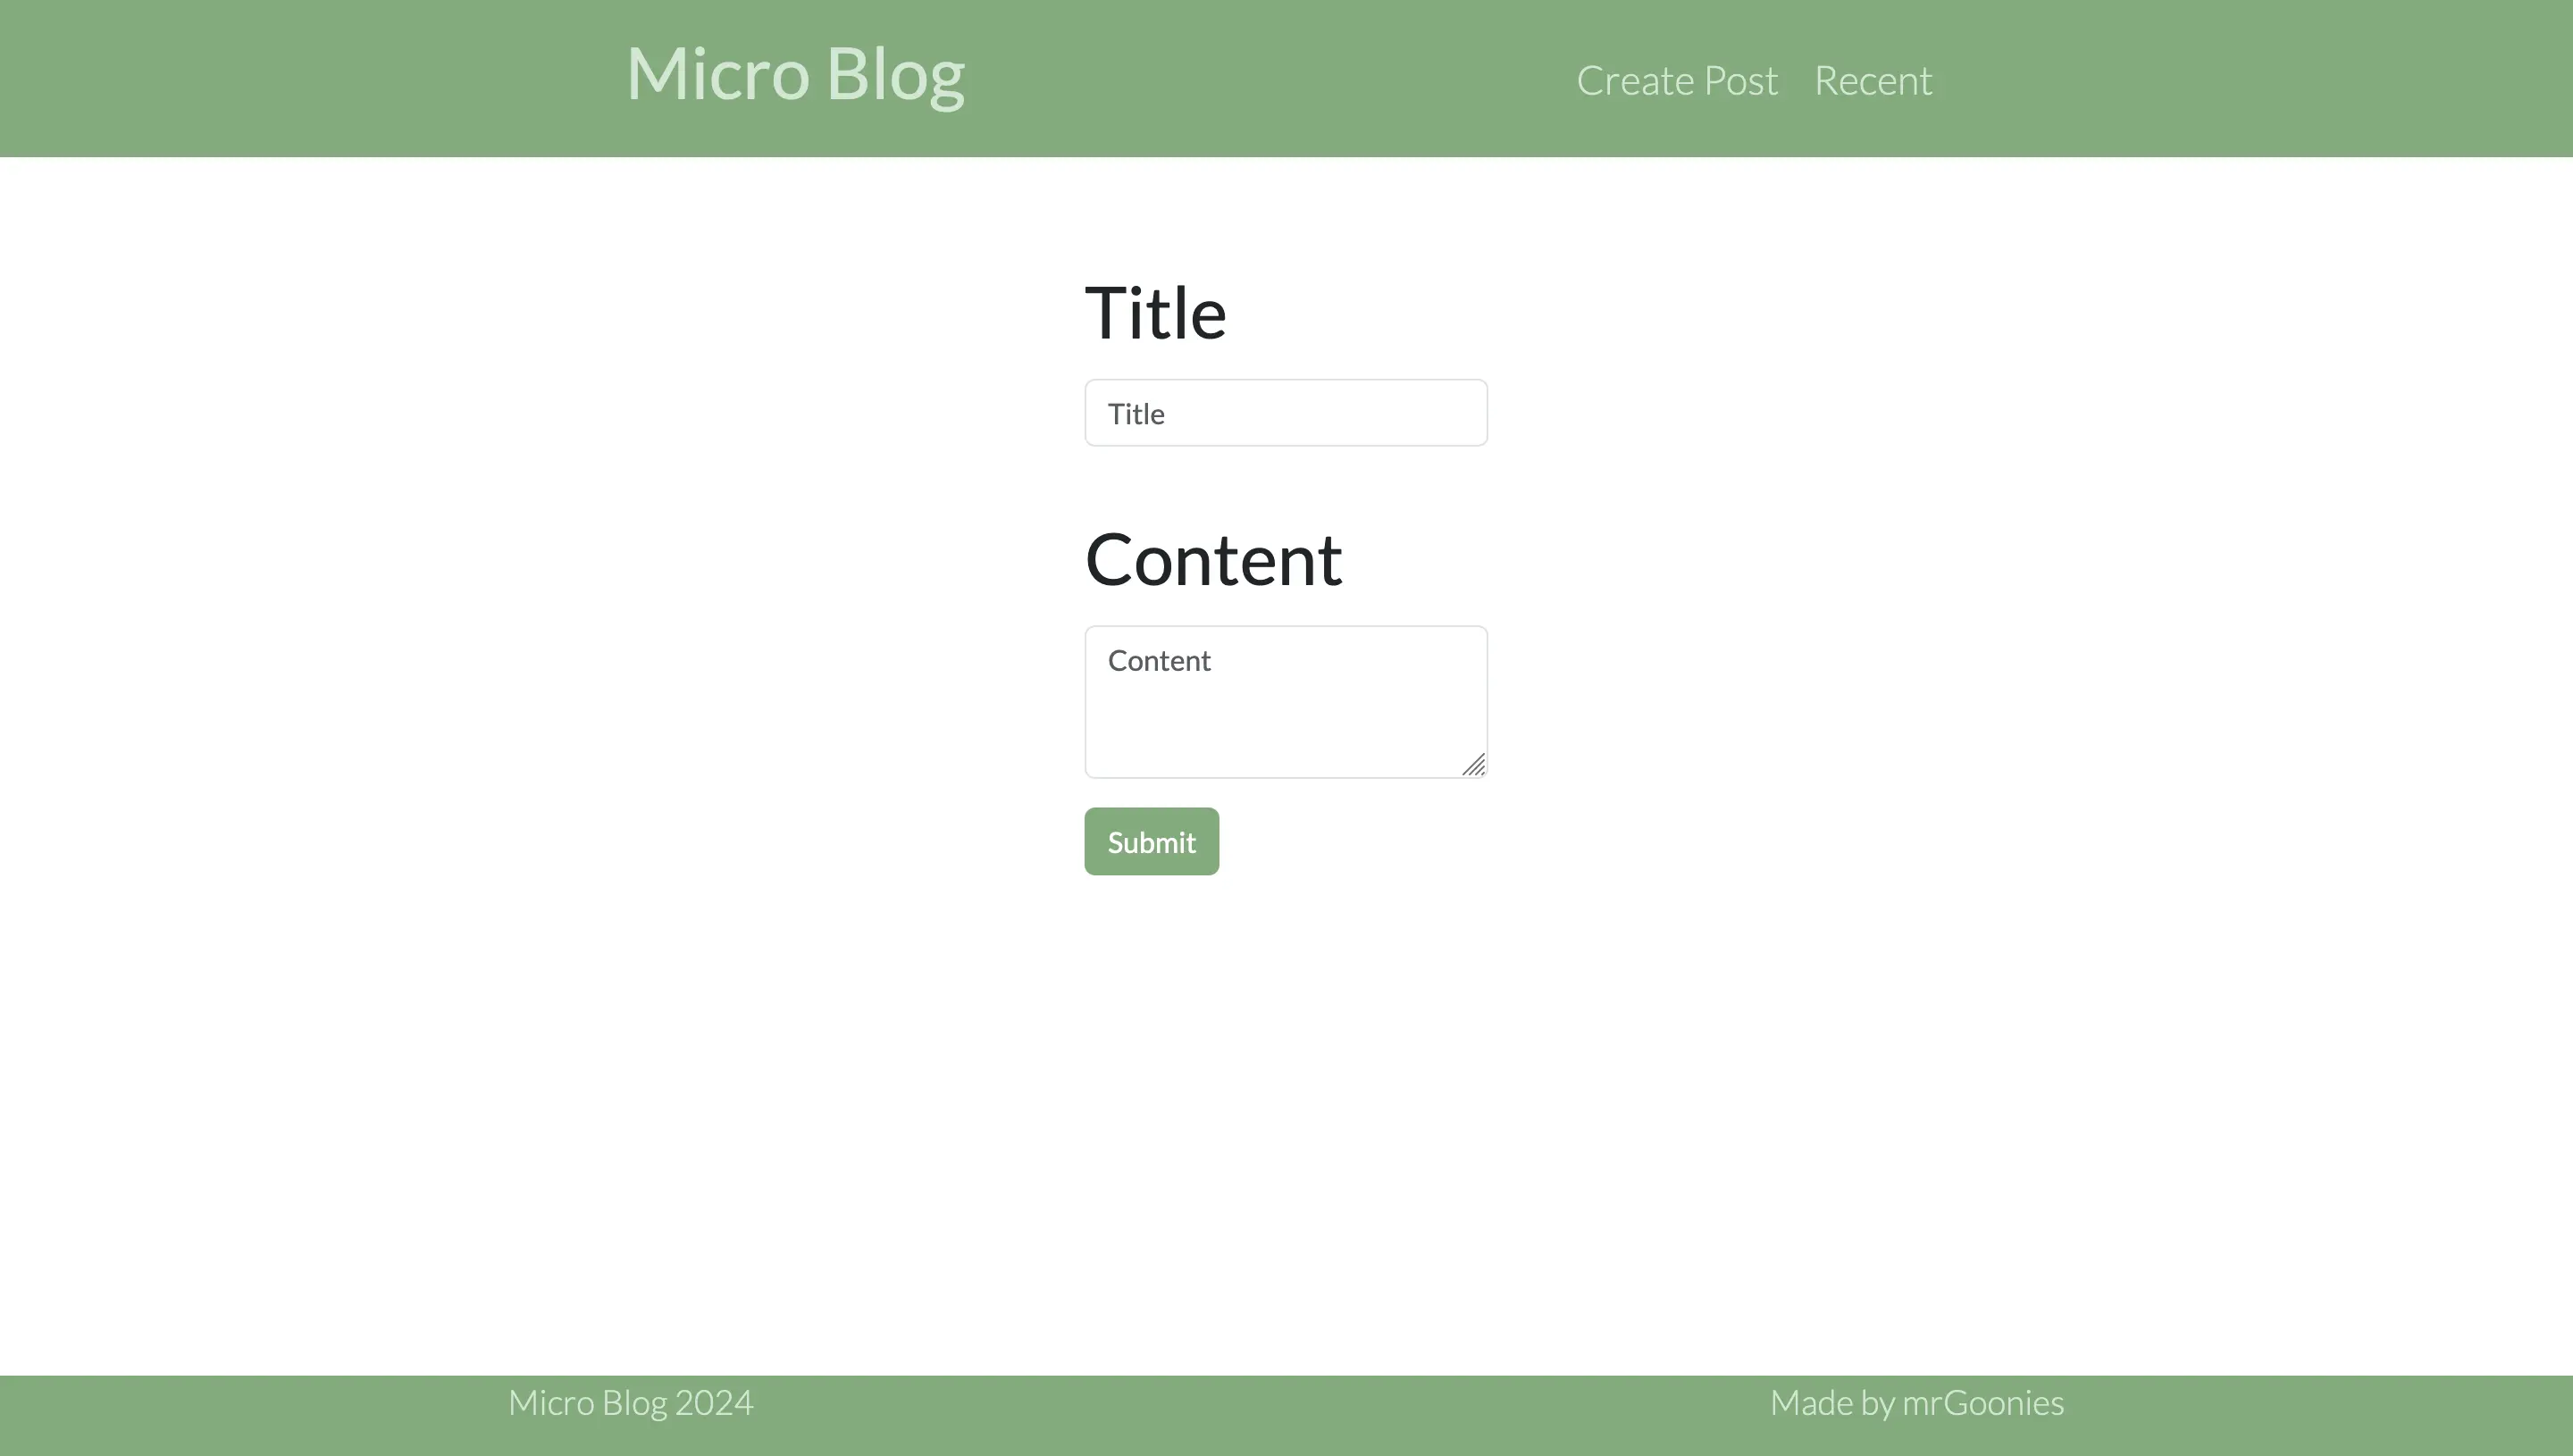 Micro Blog
Create Post Recent
Title
Title
Content
Content
Submit
Micro Blog 2024
Made by mrGoonies